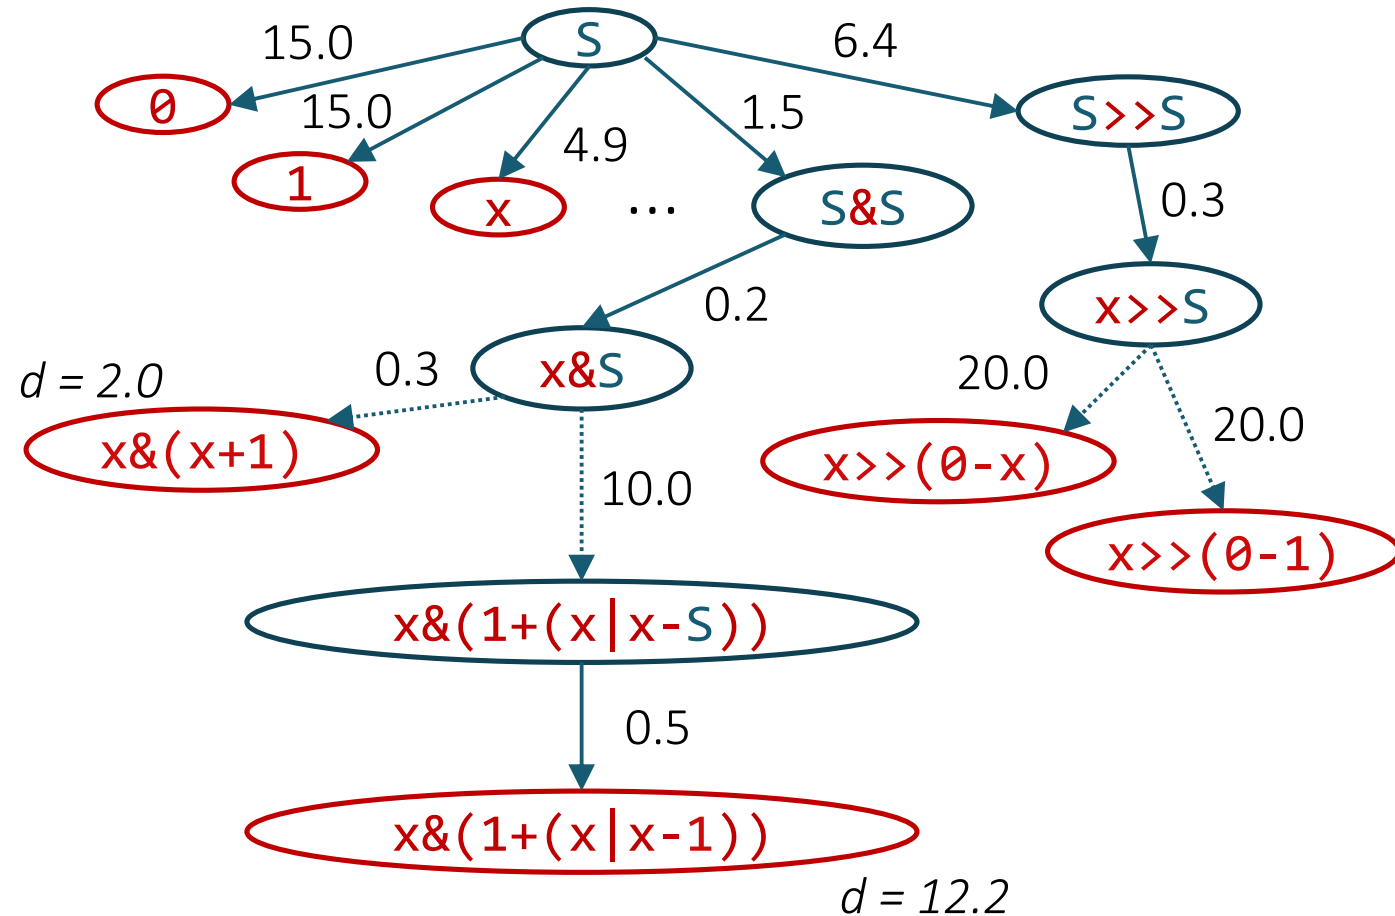 S
15.0
6.4
0
15.0
1.5
S>>S
4.9
1
x
...
S&S
0.3
0.2
x>>S
d = 2.0
0.3
x&S
20.0
20.0
x&(x+1)
x>>(0-x)
10.0
x>>(0-1)
x&(1+(x|x-S))
0.5
x&(1+(x|x-1))
d = 12.2